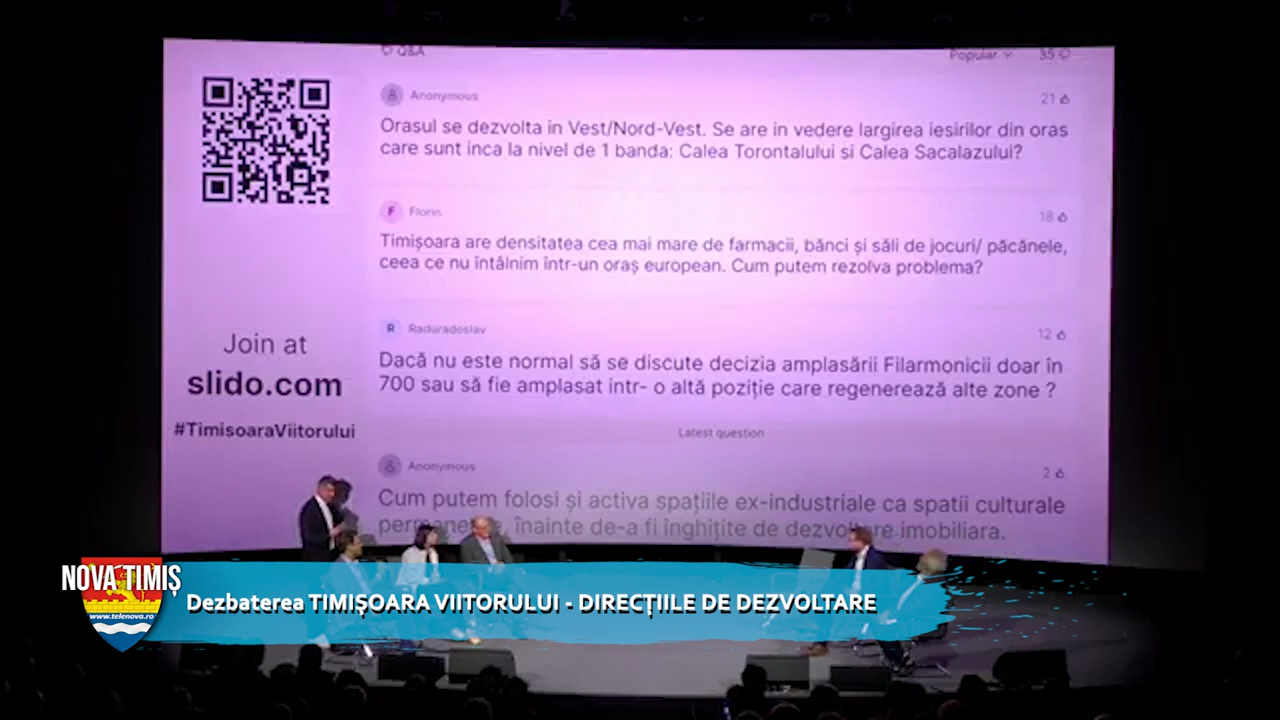 Q&A
Popular
35
Anonymous
21
Orasul se dezvolta in Vest/Nord-Vest. Se are in vedere largirea iesirilor din oras
care sunt inca la nivel de 1 banda: Calea Torontalului si Calea Sacalazului?
F Florin
18
Timișoara are densitatea cea mai mare de farmacii, bănci și săli de jocuri/ păcănele,
ceea ce nu întâlnim într-un oraș european. Cum putem rezolva problema?
R Raduradoslav
12
Dacă nu este normal să se discute decizia amplasării Filarmonicii doar în
700 sau să fie amplasat intr- o altă poziție care regenerează alte zone ?
Latest question
Anonymous
2
Cum putem folosi și activa spațiile ex-industriale ca spatii culturale
permanente, înainte de-a fi înghițite de dezvoltare imobiliara.
Join at
slido.com
#TimisoaraViitorului
NOVA TIMIȘ
www.telenova.ro
Dezbaterea TIMIȘOARA VIITORULUI - DIRECȚIILE DE DEZVOLTARE